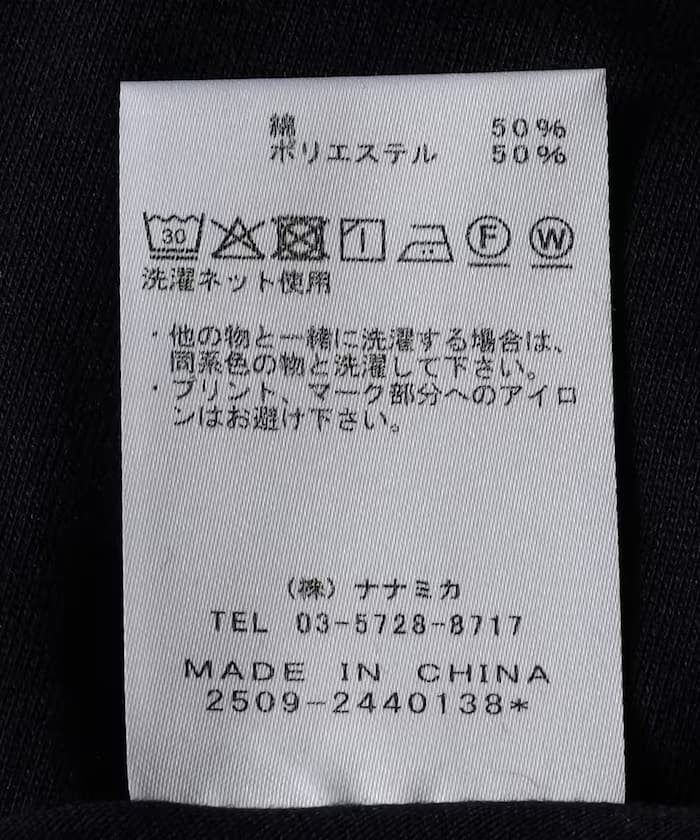 綿 50%
ポリエステル 50%
30 F W
洗濯ネット使用
・他の物と一緒に洗濯する場合は、
同系色の物と洗濯して下さい。
・プリント、マーク部分へのアイロ
ンはお避け下さい。
(株)ナナミカ
TEL 03-5728-8717
MADE IN CHINA
2509-2440138*